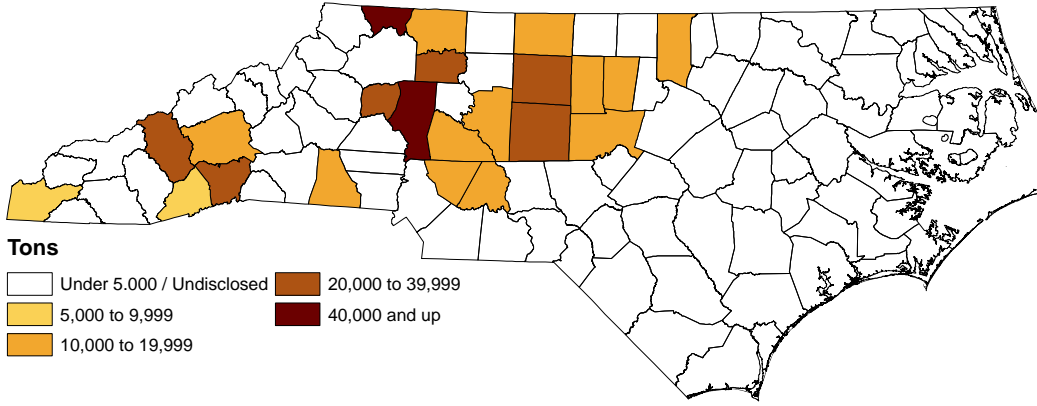 Tons
Under 5.000 / Undisclosed
5,000 to 9,999
10,000 to 19,999
20,000 to 39,999
40,000 and up